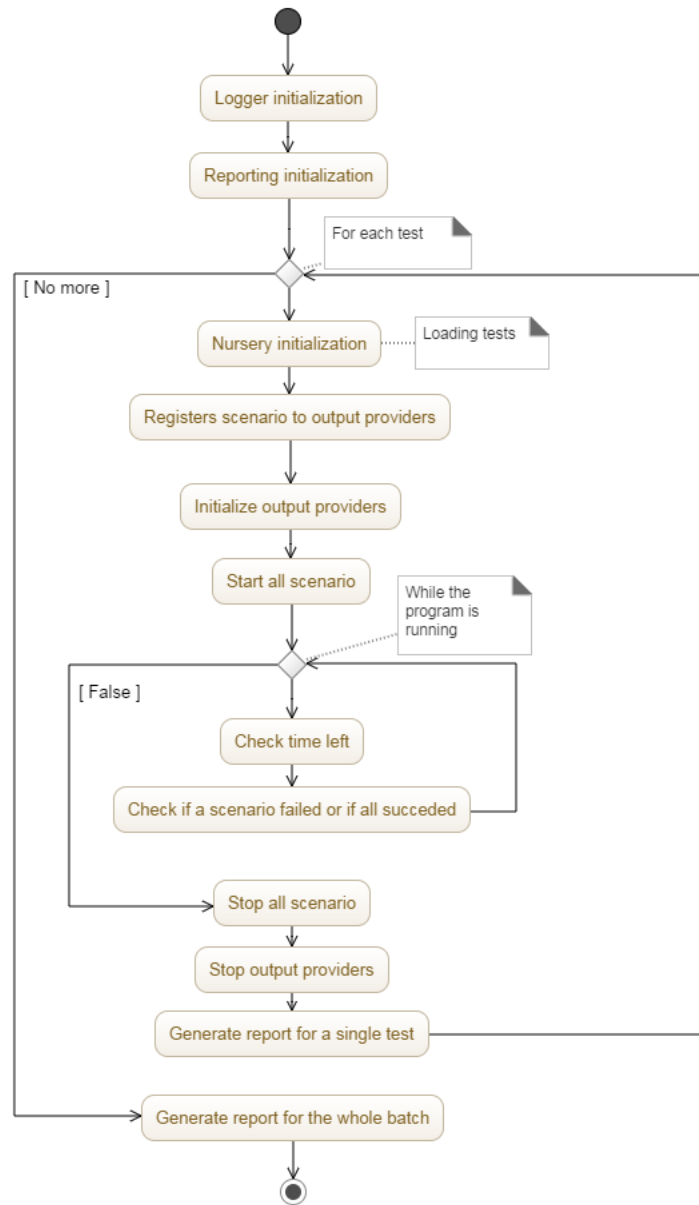 Logger initialization
Reporting initialization
For each test
[ No more ]
Nursery initialization
Loading tests
Registers scenario to output providers
Initialize output providers
Start all scenario
While the
program is
running
[ False ]
Check time left
Check if a scenario failed or if all succeded
Stop all scenario
Stop output providers
Generate report for a single test
Generate report for the whole batch